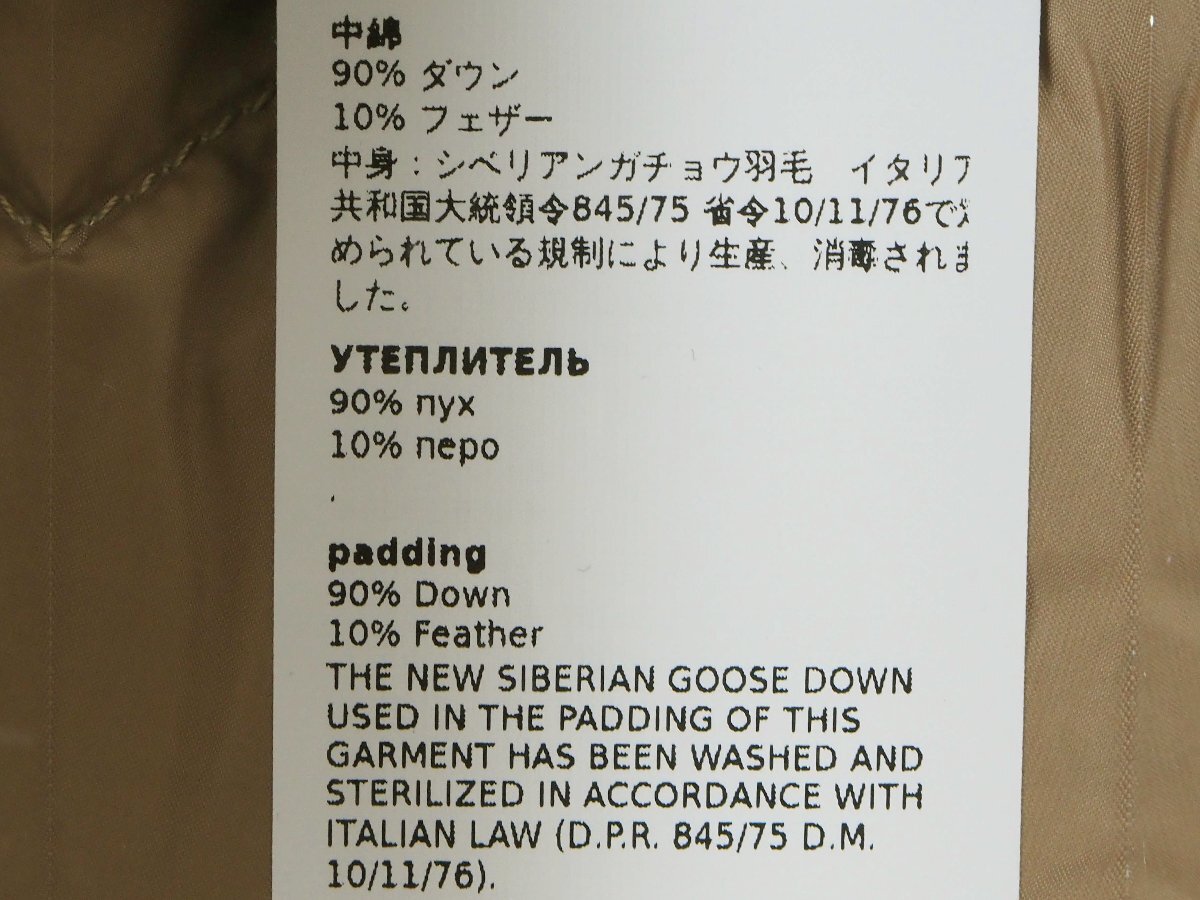 中綿
90% ダウン
10% フェザー
中身：シベリアンガチョウ羽毛　イタリア
共和国大統領令845/75 省令10/11/76で
められている規制により生産、消毒されま
した。
УТЕПЛИТЕЛЬ
90% пух
10% перо
.
padding
90% Down
10% Feather
THE NEW SIBERIAN GOOSE DOWN
USED IN THE PADDING OF THIS
GARMENT HAS BEEN WASHED AND
STERILIZED IN ACCORDANCE WITH
ITALIAN LAW (D.P.R. 845/75 D.M.
10/11/76).